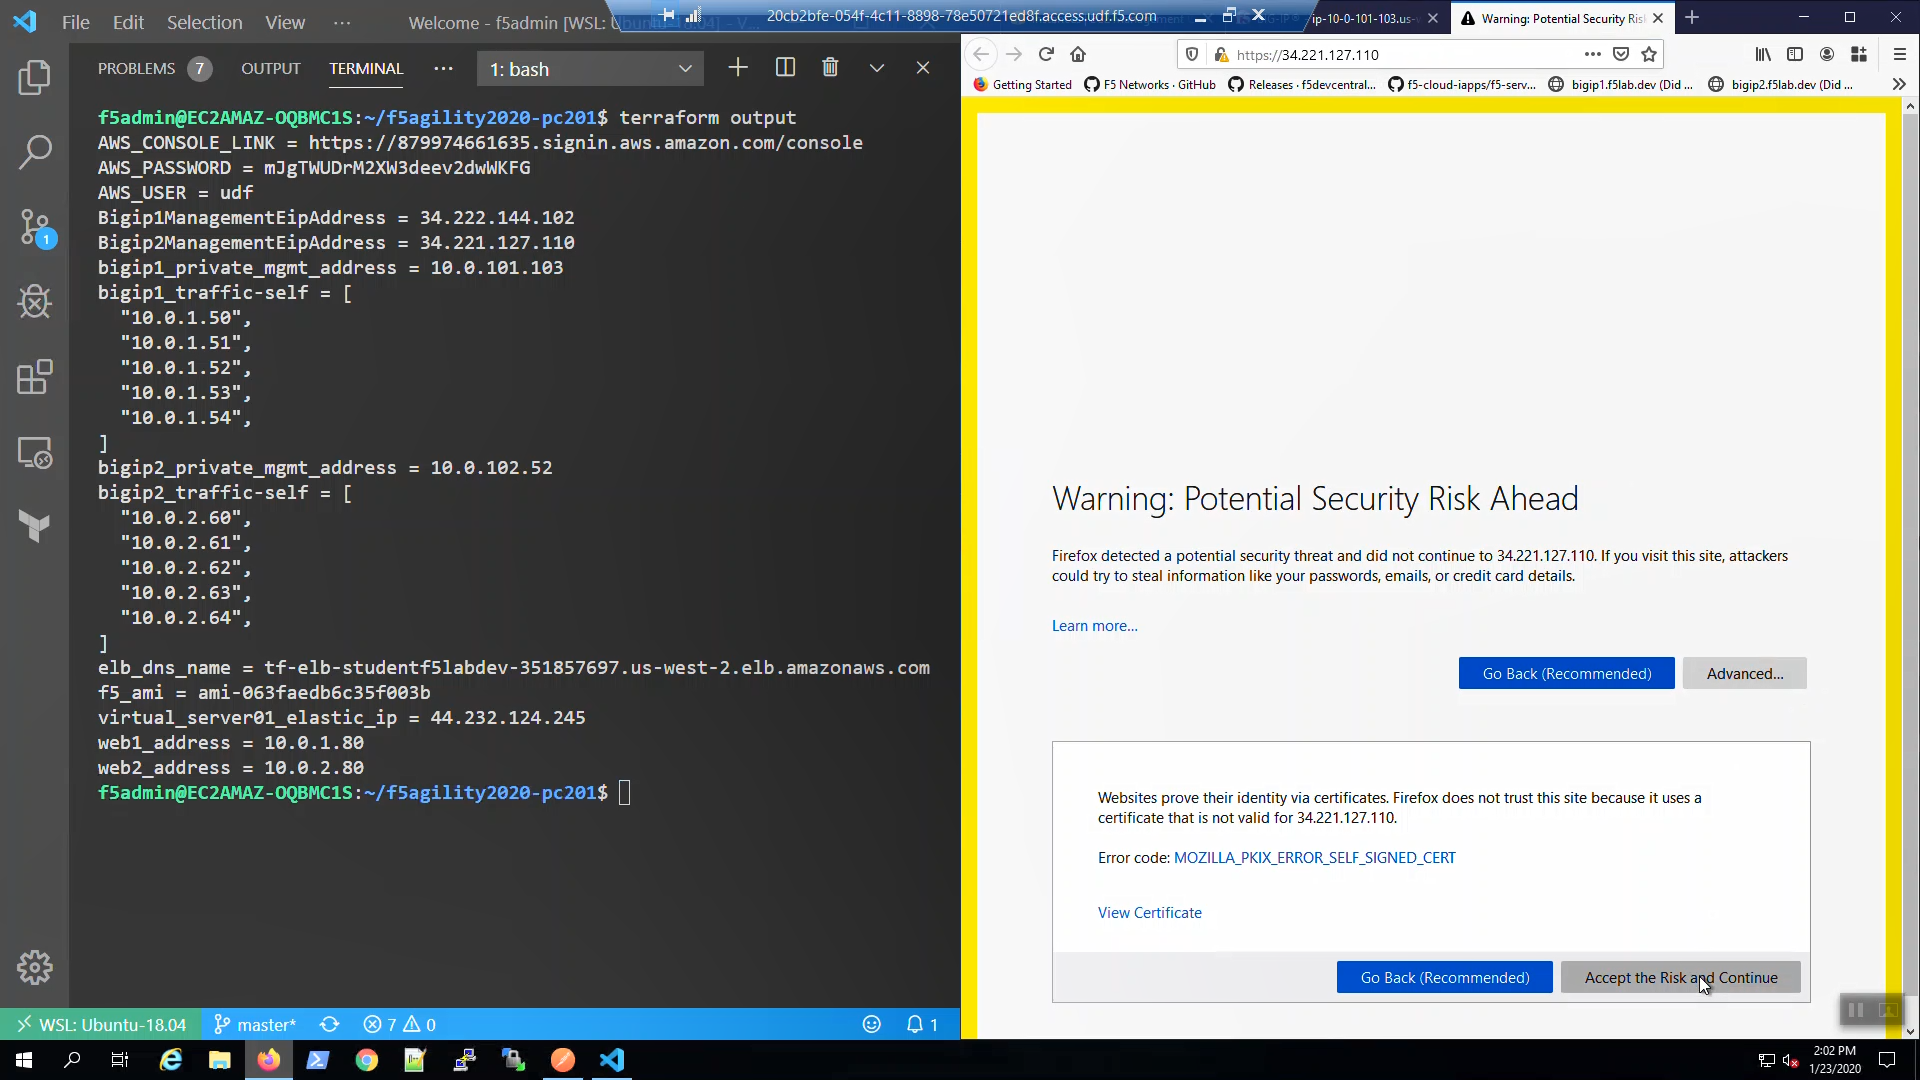 File Edit Selection View ··· Welcome - f5admin [WSL: Ubuntu-18.04] - V
20cb2bfe-054f-4c11-8898-78e50721ed8f.access.udf.f5.com
ip-10-0-101-103.us-
Warning: Potential Security Ris
PROBLEMS 7 OUTPUT TERMINAL ··· 1: bash
https://34.221.127.110
Getting Started F5 Networks · GitHub Releases · f5devcentral... f5-cloud-iapps/f5-serv... bigip1.f5lab.dev (Did ... bigip2.f5lab.dev (Did ...
f5admin@EC2AMAZ-OQBMC1S:~/f5agility2020-pc201$ terraform output
AWS_CONSOLE_LINK = https://879974661635.signin.aws.amazon.com/console
AWS_PASSWORD = mJgTWUDrM2XW3deev2dwWKFG
AWS_USER = udf
Bigip1ManagementEipAddress = 34.222.144.102
Bigip2ManagementEipAddress = 34.221.127.110
bigip1_private_mgmt_address = 10.0.101.103
bigip1_traffic-self = [
"10.0.1.50",
"10.0.1.51",
"10.0.1.52",
"10.0.1.53",
"10.0.1.54",
]
bigip2_private_mgmt_address = 10.0.102.52
bigip2_traffic-self = [
"10.0.2.60",
"10.0.2.61",
"10.0.2.62",
"10.0.2.63",
"10.0.2.64",
]
elb_dns_name = tf-elb-studentf5labdev-351857697.us-west-2.elb.amazonaws.com
f5_ami = ami-063faedb6c35f003b
virtual_server01_elastic_ip = 44.232.124.245
web1_address = 10.0.1.80
web2_address = 10.0.2.80
f5admin@EC2AMAZ-OQBMC1S:~/f5agility2020-pc201$
Warning: Potential Security Risk Ahead
Firefox detected a potential security threat and did not continue to 34.221.127.110. If you visit this site, attackers
could try to steal information like your passwords, emails, or credit card details.
Learn more...
Go Back (Recommended) Advanced...
Websites prove their identity via certificates. Firefox does not trust this site because it uses a
certificate that is not valid for 34.221.127.110.
Error code: MOZILLA_PKIX_ERROR_SELF_SIGNED_CERT
View Certificate
Go Back (Recommended) Accept the Risk and Continue
1
WSL: Ubuntu-18.04 master* 7 0 1
2:02 PM
1/23/2020